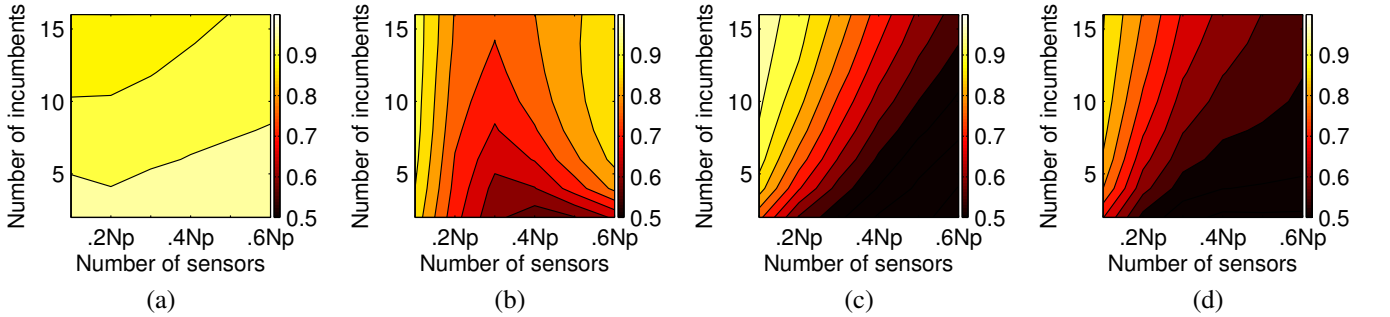 Number of incumbents
15
10
5
.2Np .4Np .6Np
Number of sensors
0.9
0.8
0.7
0.6
0.5
(a)
Number of incumbents
15
10
5
.2Np .4Np .6Np
Number of sensors
0.9
0.8
0.7
0.6
0.5
(b)
Number of incumbents
15
10
5
.2Np .4Np .6Np
Number of sensors
0.9
0.8
0.7
0.6
0.5
(c)
Number of incumbents
15
10
5
.2Np .4Np .6Np
Number of sensors
0.9
0.8
0.7
0.6
0.5
(d)